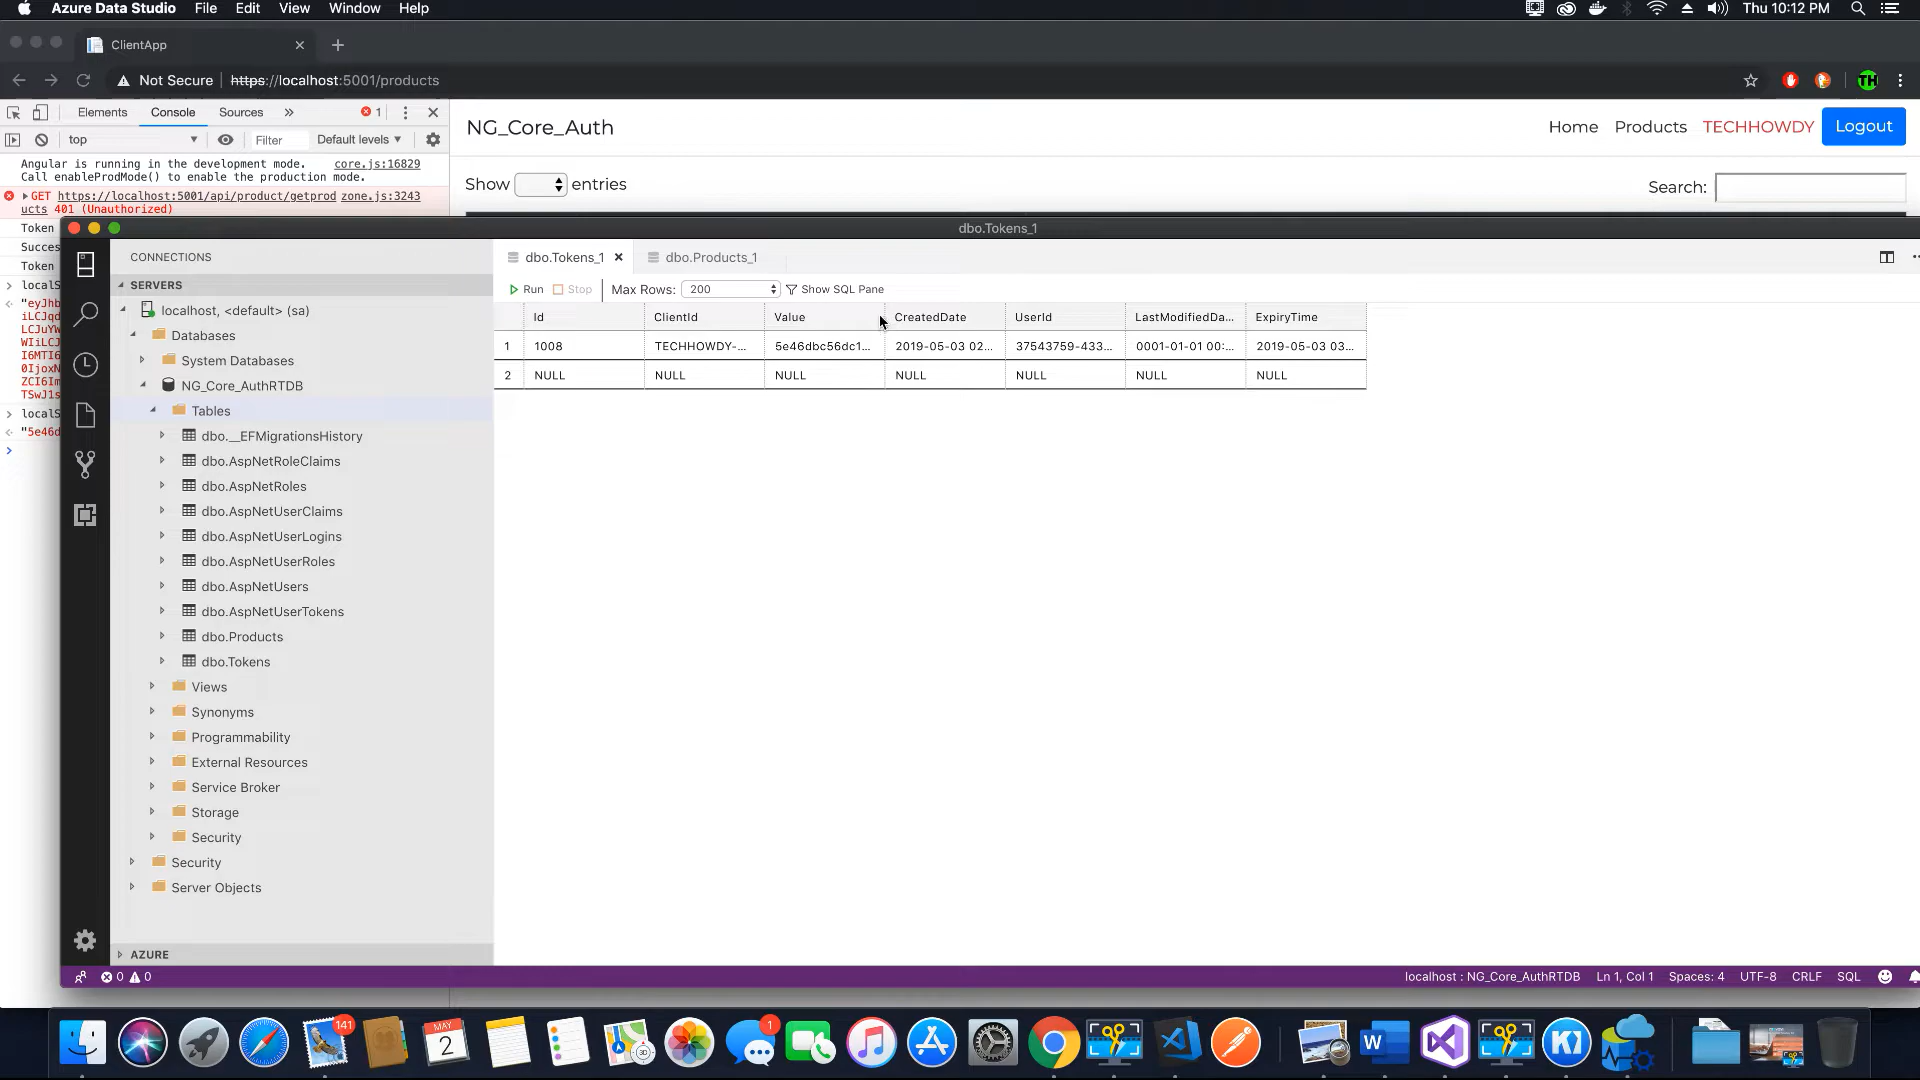 Azure Data Studio File Edit View Window Help Thu 10:12 PM
ClientApp
Not Secure https://localhost:5001/products
Elements Console Sources 1
top Filter Default levels
Angular is running in the development mode. core.js:16829
Call enableProdMode() to enable the production mode.
GET https://localhost:5001/api/product/getprod zone.js:3243
ucts 401 (Unauthorized)
Token
Succes
Token
localS
"eyJhb
iLCJqd
LCJuYW
WIiLCJ
I6MTI6
0IjoxN
ZCI6Im
TSwJ1s
localS
"5e46d
NG_Core_Auth Home Products TECHHOWDY Logout
Show entries Search:
dbo.Tokens_1
CONNECTIONS
SERVERS
localhost, <default> (sa)
Databases
System Databases
NG_Core_AuthRTDB
Tables
dbo.__EFMigrationsHistory
dbo.AspNetRoleClaims
dbo.AspNetRoles
dbo.AspNetUserClaims
dbo.AspNetUserLogins
dbo.AspNetUserRoles
dbo.AspNetUsers
dbo.AspNetUserTokens
dbo.Products
dbo.Tokens
Views
Synonyms
Programmability
External Resources
Service Broker
Storage
Security
Security
Server Objects
AZURE
dbo.Tokens_1 dbo.Products_1
Run Stop Max Rows: 200 Show SQL Pane
Id ClientId Value CreatedDate UserId LastModifiedDa... ExpiryTime
1 1008 TECHHOWDY-... 5e46dbc56dc1... 2019-05-03 02... 37543759-433... 0001-01-01 00:... 2019-05-03 03...
2 NULL NULL NULL NULL NULL NULL NULL
0 0 localhost : NG_Core_AuthRTDB Ln 1, Col 1 Spaces: 4 UTF-8 CRLF SQL
141
MAY
2
1